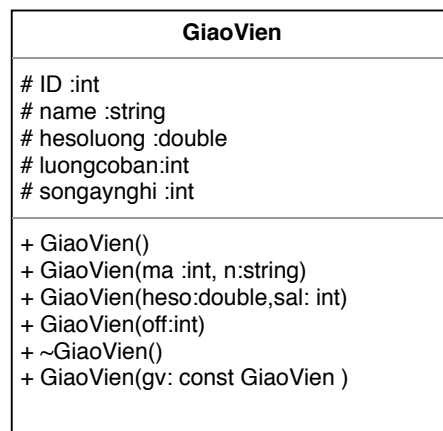 GiaoVien
# ID :int
# name :string
# hesoluong :double
# luongcoban:int
# songaynghi :int
+ GiaoVien()
+ GiaoVien(ma :int, n:string)
+ GiaoVien(heso:double,sal: int)
+ GiaoVien(off:int)
+ ~GiaoVien()
+ GiaoVien(gv: const GiaoVien )